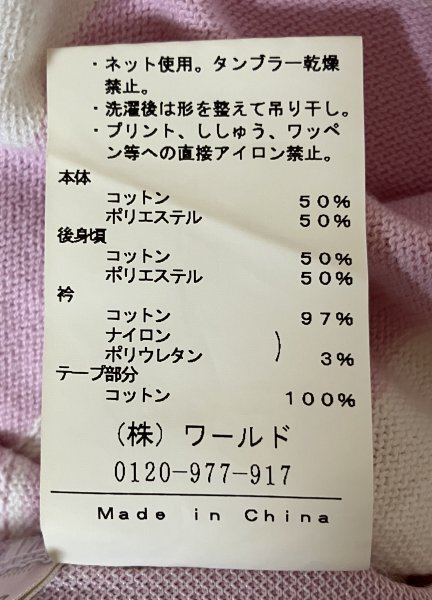 ・ネット使用。タンブラー乾燥
禁止。
・洗濯後は形を整えて吊り干し。
・プリント、ししゅう、ワッペ
ン等への直接アイロン禁止。
本体
コットン 50%
ポリエステル 50%
後身頃
コットン 50%
ポリエステル 50%
衿
コットン 97%
ナイロン
ポリウレタン ) 3%
テープ部分
コットン 100%
(株) ワールド
0120-977-917
Made in China